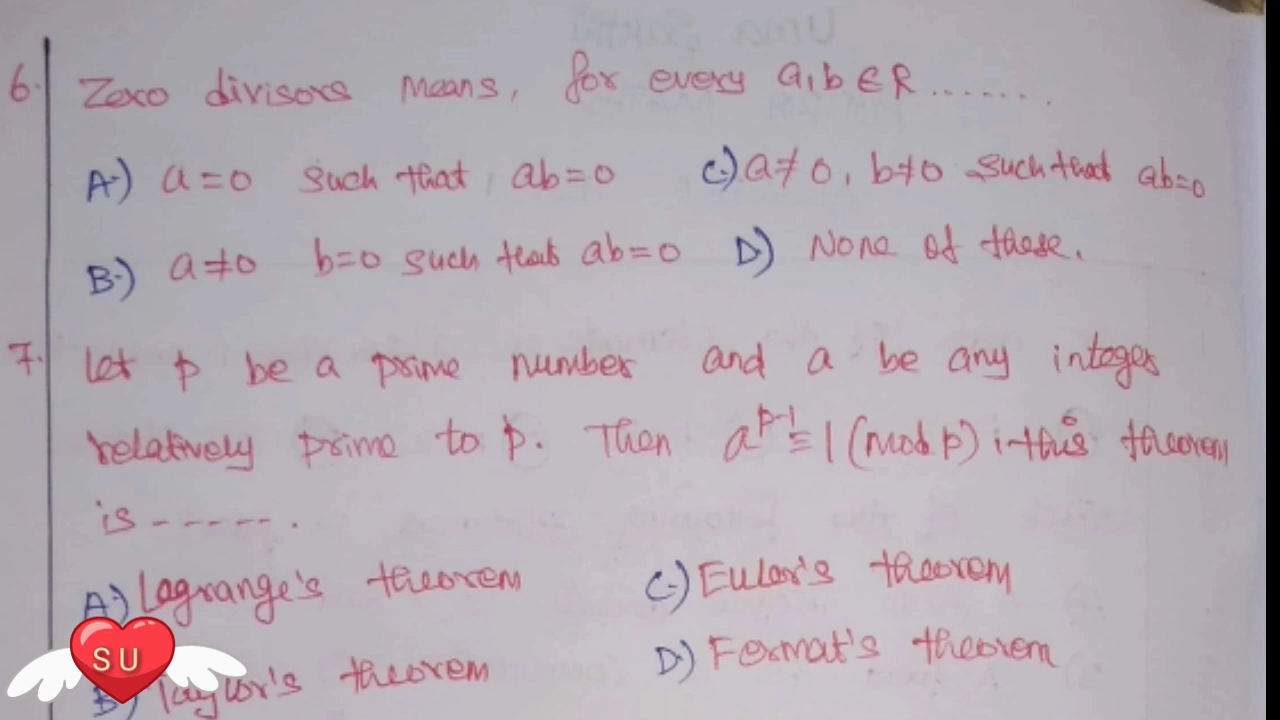 6. Zero divisors means, for every a,b ∈ R .......
A.) a = 0 such that ab = 0 C.) a ≠ 0, b ≠ 0 such that ab=0
B.) a ≠ 0 b=0 such that ab = 0 D.) None of these.
7. Let p be a prime number and a be any integer
relatively prime to p. Then a^{p-1} ≡ 1 (mod p) ; this theorem
is ------.
A.) Lagrange's theorem C.) Euler's theorem
B.) Taylor's theorem D.) Fermat's theorem
SU